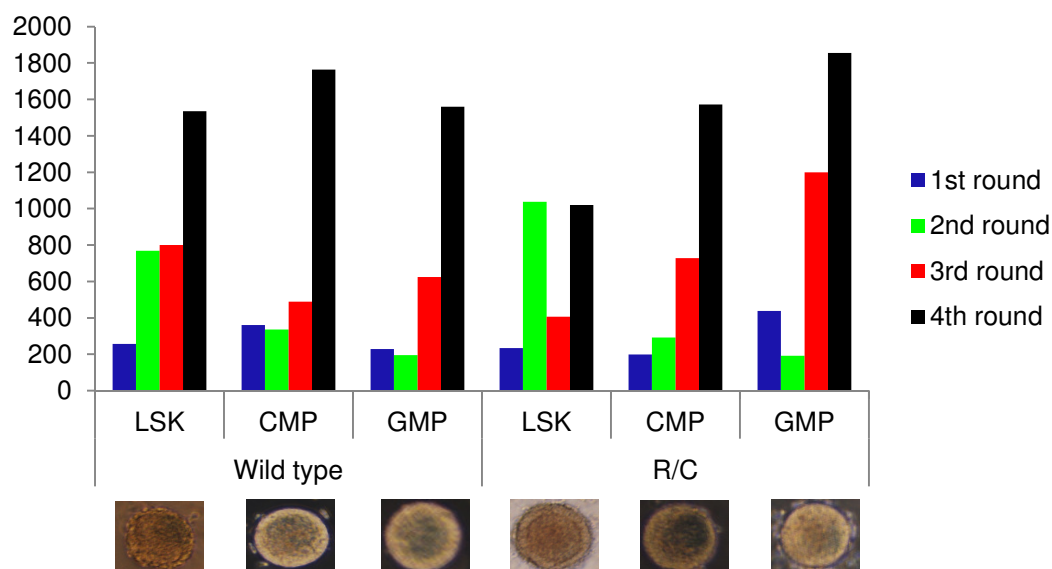 2000
1800
1600
1400
1200
1000
800
600
400
200
0
LSK CMP GMP LSK CMP GMP
Wild type R/C
1st round
2nd round
3rd round
4th round